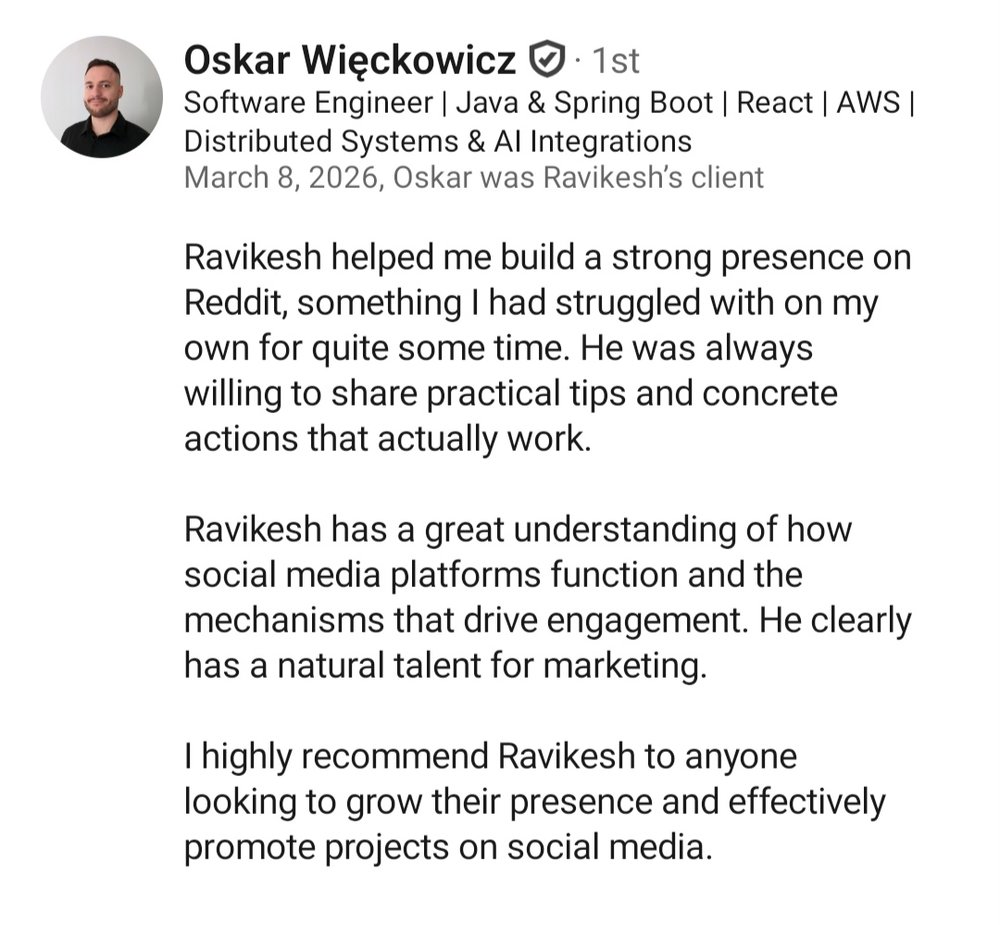 Oskar Więckowicz · 1st
Software Engineer | Java & Spring Boot | React | AWS |
Distributed Systems & AI Integrations
March 8, 2026, Oskar was Ravikesh’s client
Ravikesh helped me build a strong presence on
Reddit, something I had struggled with on my
own for quite some time. He was always
willing to share practical tips and concrete
actions that actually work.
Ravikesh has a great understanding of how
social media platforms function and the
mechanisms that drive engagement. He clearly
has a natural talent for marketing.
I highly recommend Ravikesh to anyone
looking to grow their presence and effectively
promote projects on social media.